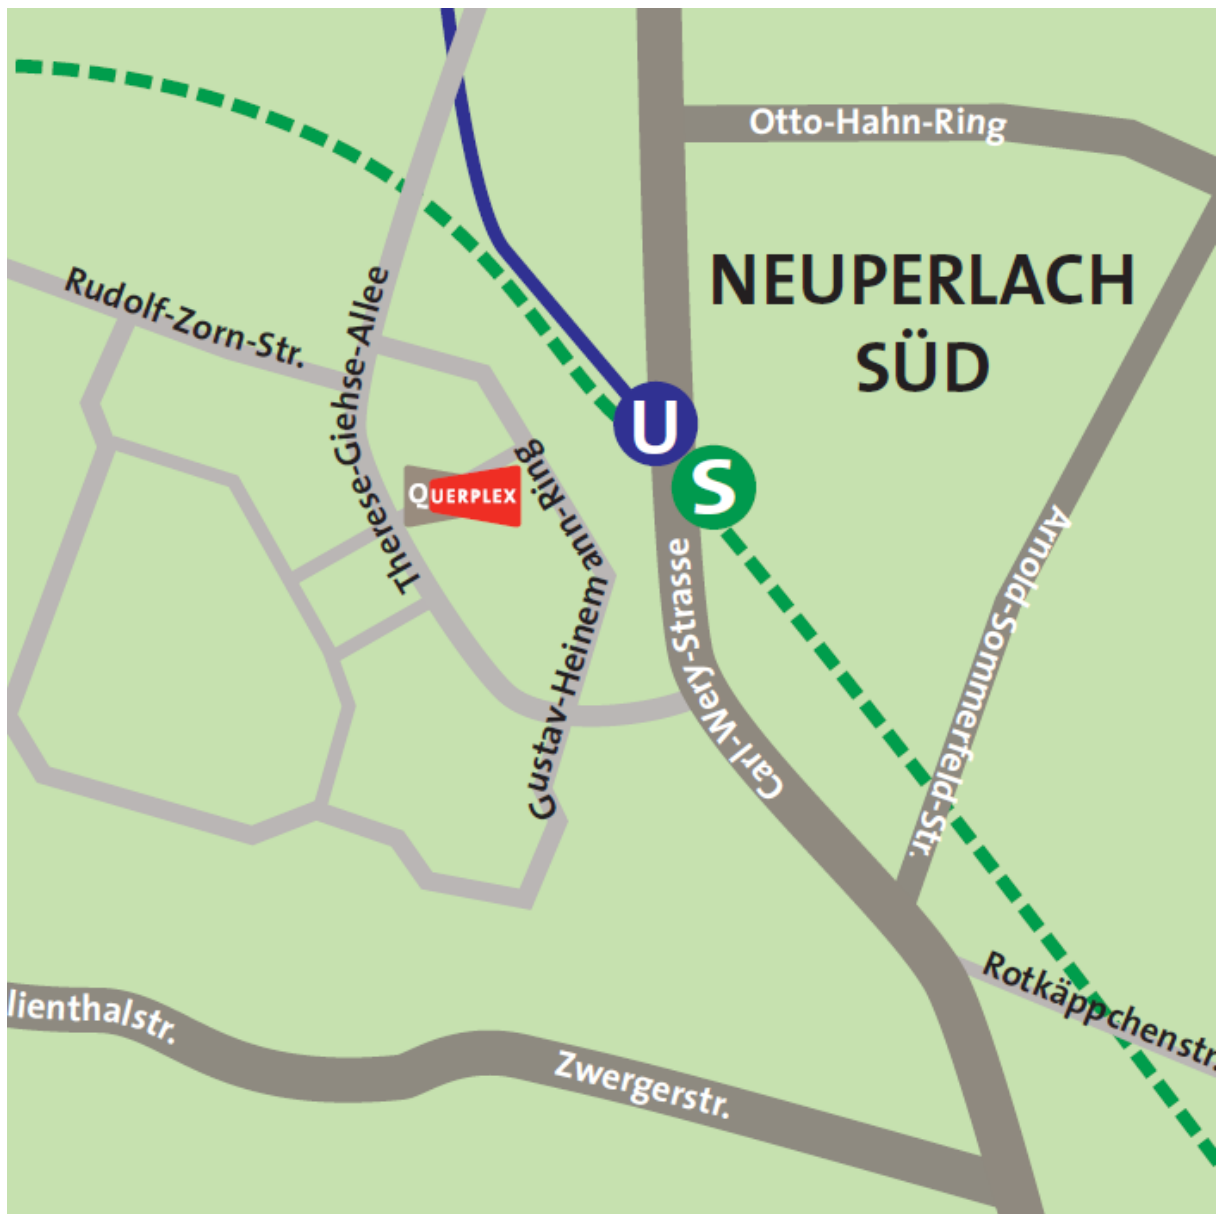 Otto-Hahn-Ring
NEUPERLACH
SÜD
Rudolf-Zorn-Str.
Therese-Giehse-Allee
U
S
QUERPLEX
Gustav-Heinemann-Ring
Carl-Wery-Strasse
Arnold-Sommerfeld-Str.
Rotkäppchenstr.
lienthalstr.
Zwergerstr.